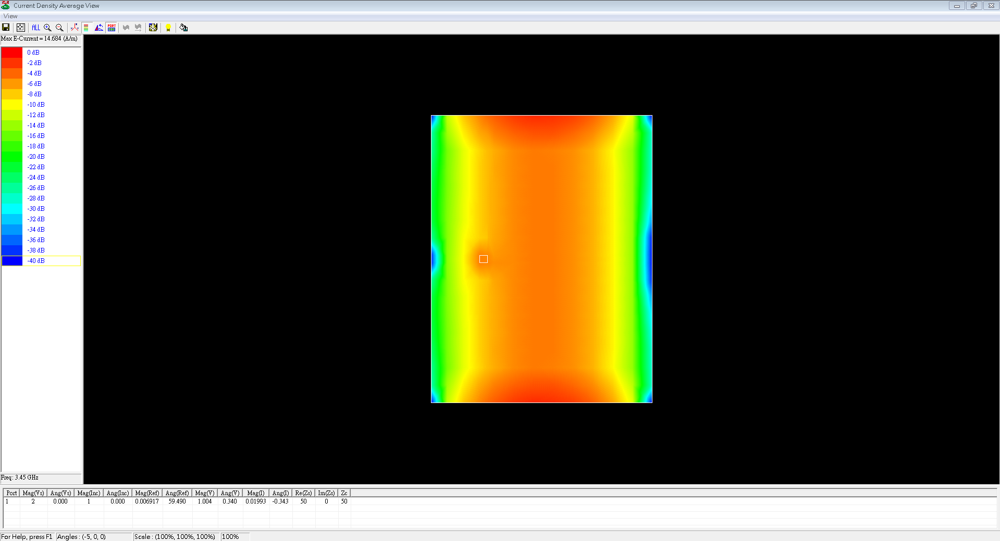 Current Density Average View
View
ALL PORT
Max E-Current = 14.684 (A/m)
0 dB
-2 dB
-4 dB
-6 dB
-8 dB
-10 dB
-12 dB
-14 dB
-16 dB
-18 dB
-20 dB
-22 dB
-24 dB
-26 dB
-28 dB
-30 dB
-32 dB
-34 dB
-36 dB
-38 dB
-40 dB
Freq: 3.45 GHz
Port Mag(Vs) Ang(Vs) Mag(Inc) Ang(Inc) Mag(Ref) Ang(Ref) Mag(V) Ang(V) Mag(I) Ang(I) Re(Zs) Im(Zs) Zc
1 2 0.000 1 0.000 0.006917 59.490 1.004 0.340 0.01993 -0.343 50 0 50
For Help, press F1 Angles : (-5, 0, 0) Scale : (100%, 100%, 100%) 100%